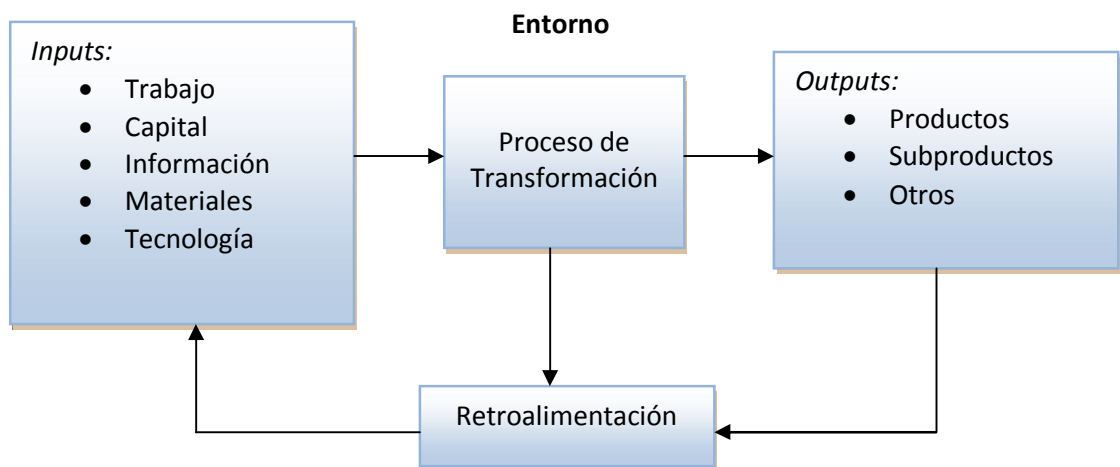 Entorno
Inputs:
• Trabajo
• Capital
• Información
• Materiales
• Tecnología
Proceso de
Transformación
Outputs:
• Productos
• Subproductos
• Otros
Retroalimentación